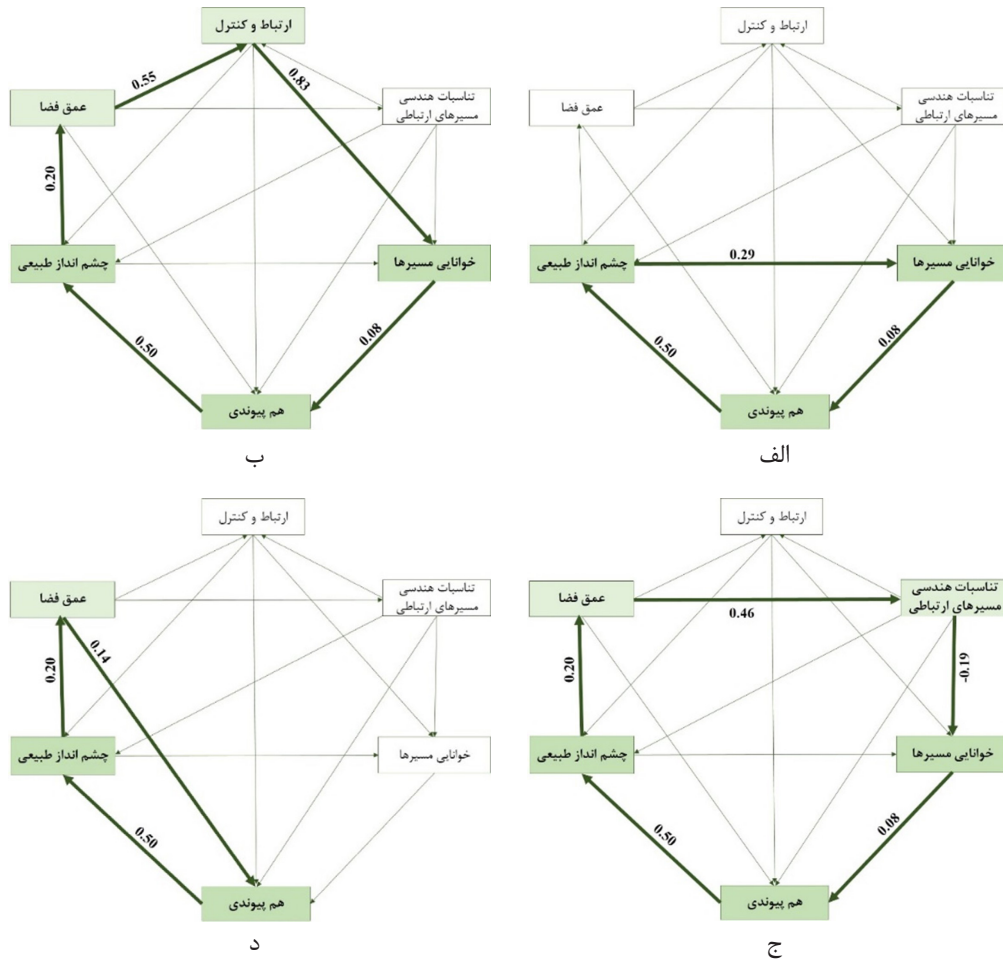 ارتباط و کنترل
تناسبات هندسی
مسیرهای ارتباطی
عمق فضا
چشم انداز طبیعی
0.29
خوانایی مسیرها
0.50
0.08
هم پیوندی
الف
ارتباط و کنترل
0.55
0.83
تناسبات هندسی
مسیرهای ارتباطی
عمق فضا
0.20
چشم انداز طبیعی
خوانایی مسیرها
0.50
0.08
هم پیوندی
ب
ارتباط و کنترل
تناسبات هندسی
مسیرهای ارتباطی
عمق فضا
0.46
0.20
-0.19
چشم انداز طبیعی
خوانایی مسیرها
0.50
0.08
هم پیوندی
ج
ارتباط و کنترل
تناسبات هندسی
مسیرهای ارتباطی
عمق فضا
0.14
0.20
چشم انداز طبیعی
خوانایی مسیرها
0.50
هم پیوندی
د